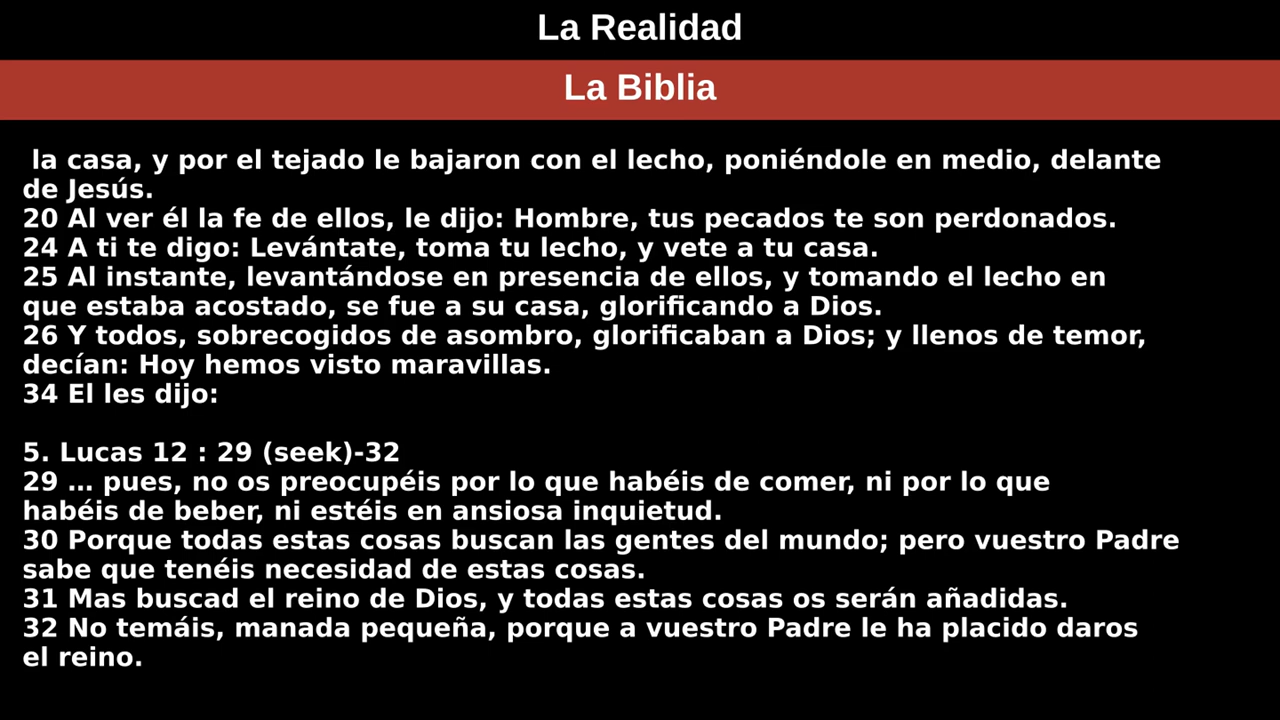 La Realidad
La Biblia
la casa, y por el tejado le bajaron con el lecho, poniéndole en medio, delante
de Jesús.
20 Al ver él la fe de ellos, le dijo: Hombre, tus pecados te son perdonados.
24 A ti te digo: Levántate, toma tu lecho, y vete a tu casa.
25 Al instante, levantándose en presencia de ellos, y tomando el lecho en
que estaba acostado, se fue a su casa, glorificando a Dios.
26 Y todos, sobrecogidos de asombro, glorificaban a Dios; y llenos de temor,
decían: Hoy hemos visto maravillas.
34 El les dijo:
5. Lucas 12 : 29 (seek)-32
29 … pues, no os preocupéis por lo que habéis de comer, ni por lo que
habéis de beber, ni estéis en ansiosa inquietud.
30 Porque todas estas cosas buscan las gentes del mundo; pero vuestro Padre
sabe que tenéis necesidad de estas cosas.
31 Mas buscad el reino de Dios, y todas estas cosas os serán añadidas.
32 No temáis, manada pequeña, porque a vuestro Padre le ha placido daros
el reino.